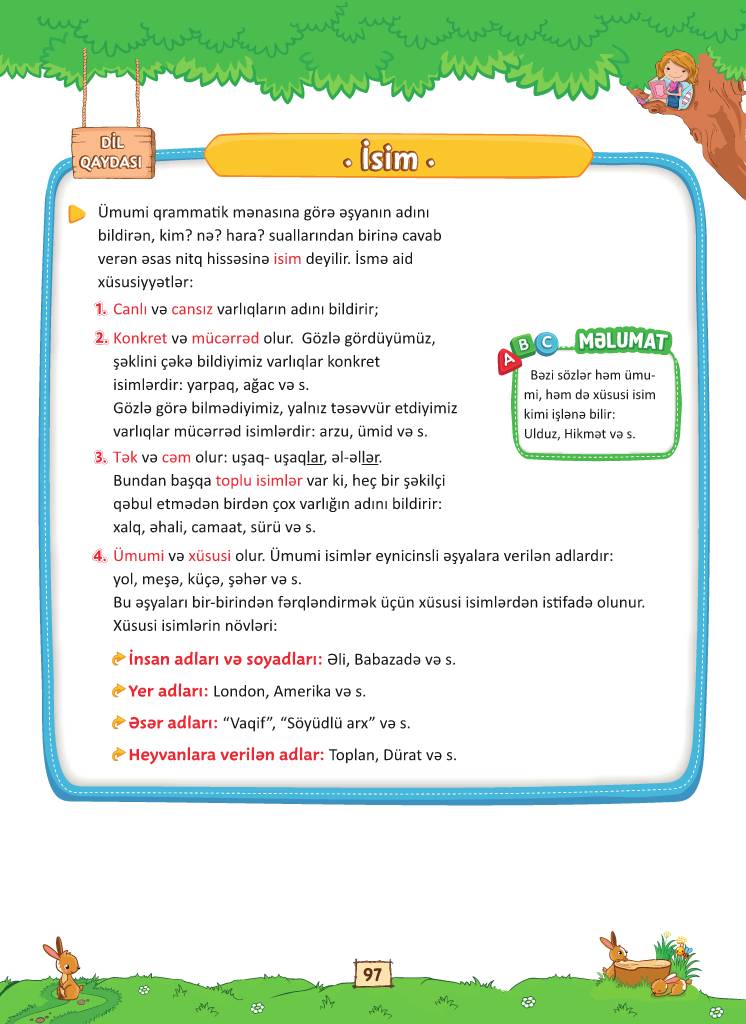 DİL
QAYDASI
• İsim •
Ümumi qrammatik mənasına görə əşyanın adını
bildirən, kim? nə? hara? suallarından birinə cavab
verən əsas nitq hissəsinə isim deyilir. İsmə aid
xüsusiyyətlər:
1. Canlı və cansız varlıqların adını bildirir;
2. Konkret və mücərrəd olur. Gözlə gördüyümüz,
şəklini çəkə bildiyimiz varlıqlar konkret
isimlərdir: yarpaq, ağac və s.
Gözlə görə bilmədiyimiz, yalnız təsəvvür etdiyimiz
varlıqlar mücərrəd isimlərdir: arzu, ümid və s.
3. Tək və cəm olur: uşaq- uşaqlar, əl-əllər.
Bundan başqa toplu isimlər var ki, heç bir şəkilçi
qəbul etmədən birdən çox varlığın adını bildirir:
xalq, əhali, camaat, sürü və s.
A B C MƏLUMAT
Bəzi sözlər həm ümu-
mi, həm də xüsusi isim
kimi işlənə bilir:
Ulduz, Hikmət və s.
4. Ümumi və xüsusi olur. Ümumi isimlər eynicinsli əşyalara verilən adlardır:
yol, meşə, küçə, şəhər və s.
Bu əşyaları bir-birindən fərqləndirmək üçün xüsusi isimlərdən istifadə olunur.
Xüsusi isimlərin növləri:
İnsan adları və soyadları: Əli, Babazadə və s.
Yer adları: London, Amerika və s.
Əsər adları: “Vaqif”, “Söyüdlü arx” və s.
Heyvanlara verilən adlar: Toplan, Dürat və s.
97